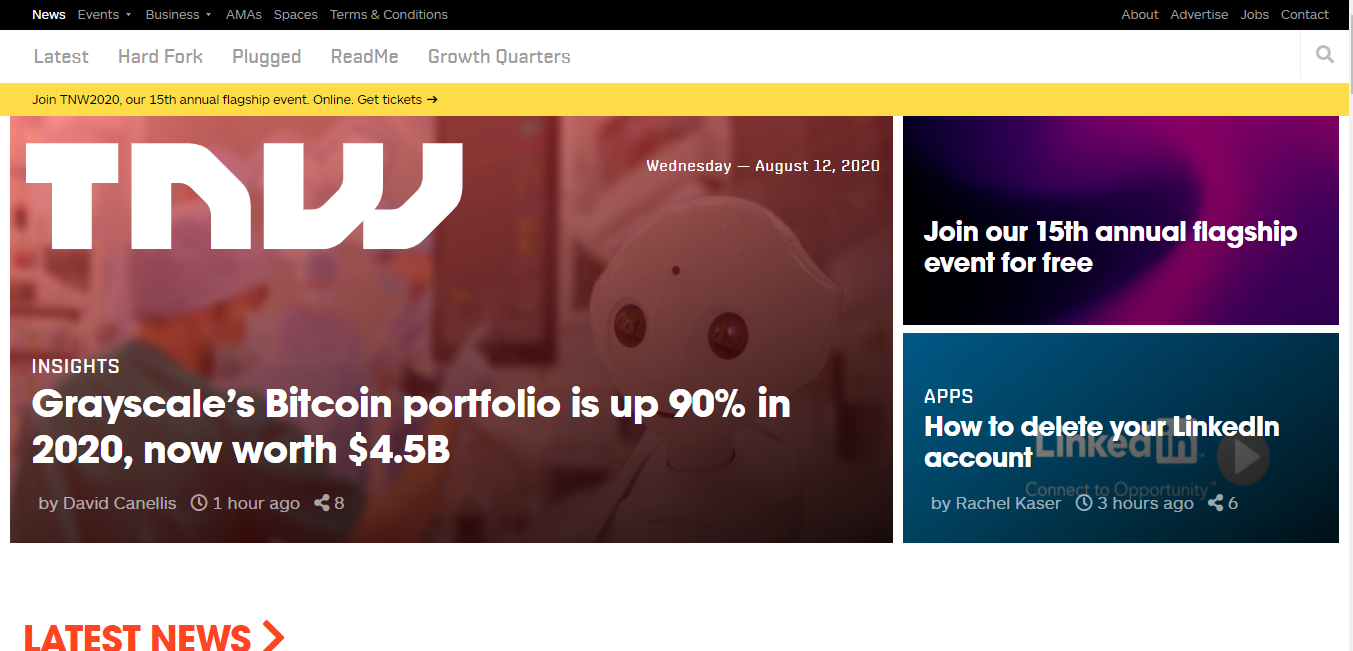 News Events Business AMAs Spaces Terms & Conditions About Advertise Jobs Contact
Latest Hard Fork Plugged ReadMe Growth Quarters
Join TNW2020, our 15th annual flagship event. Online. Get tickets →
TNW
Wednesday — August 12, 2020
INSIGHTS
Grayscale’s Bitcoin portfolio is up 90% in
2020, now worth $4.5B
by David Canellis 1 hour ago 8
Join our 15th annual flagship
event for free
APPS
How to delete your LinkedIn
account
LinkedIn
Connect to Opportunity™
by Rachel Kaser 3 hours ago 6
LATEST NEWS